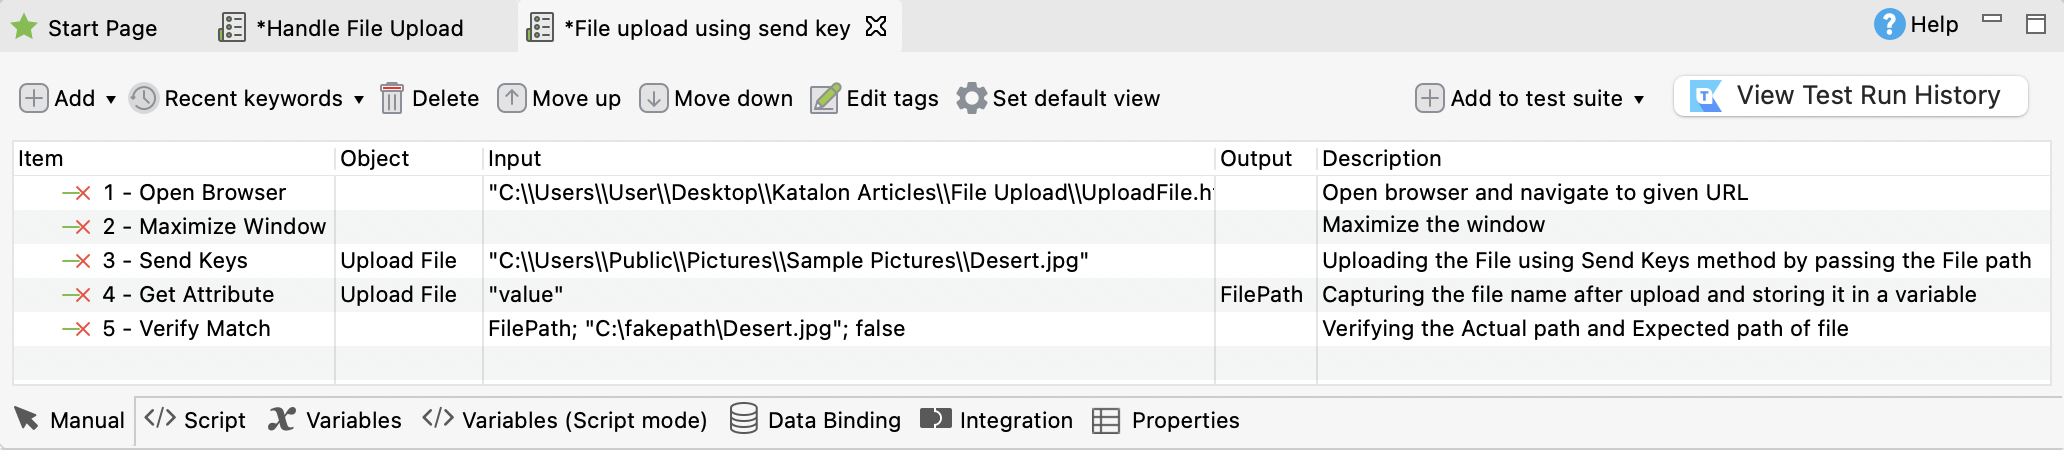 Start Page *Handle File Upload *File upload using send key Help
Add Recent keywords Delete Move up Move down Edit tags Set default view Add to test suite View Test Run History
Item Object Input Output Description
1 - Open Browser "C:\\Users\\User\\Desktop\\Katalon Articles\\File Upload\\UploadFile.h Open browser and navigate to given URL
2 - Maximize Window Maximize the window
3 - Send Keys Upload File "C:\\Users\\Public\\Pictures\\Sample Pictures\\Desert.jpg" Uploading the File using Send Keys method by passing the File path
4 - Get Attribute Upload File "value" FilePath Capturing the file name after upload and storing it in a variable
5 - Verify Match FilePath; "C:\fakepath\Desert.jpg"; false Verifying the Actual path and Expected path of file
Manual Script Variables Variables (Script mode) Data Binding Integration Properties